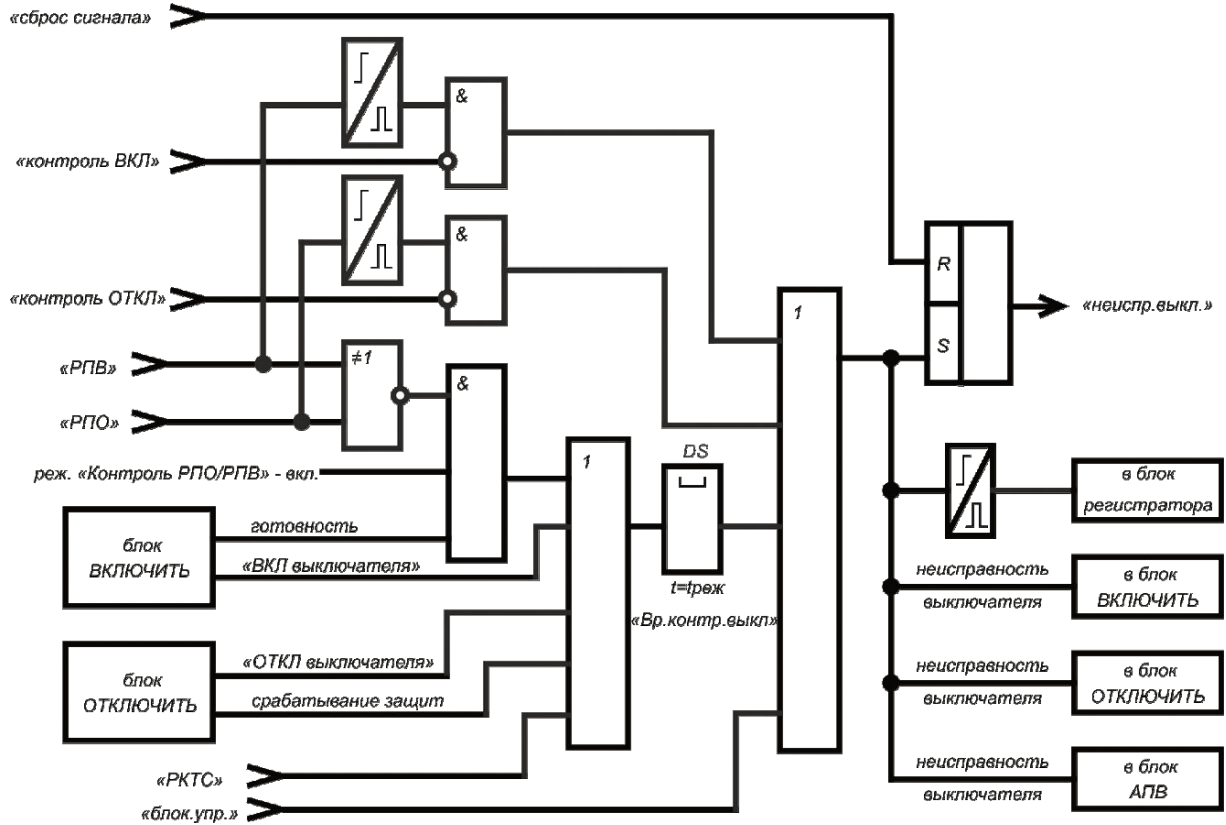 «сброс сигнала»
&
«контроль ВКЛ»
&
«контроль ОТКЛ»
R
S
«неиспр.выкл.»
1
«РПВ»
≠1
&
«РПО»
реж. «Контроль РПО/РПВ» - вкл.
1
DS
t=tреж
«Вр.контр.выкл»
блок
ВКЛЮЧИТЬ
готовность
«ВКЛ выключателя»
блок
ОТКЛЮЧИТЬ
«ОТКЛ выключателя»
срабатывание защит
«РКТС»
«блок.упр.»
в блок
регистратора
неисправность
выключателя
в блок
ВКЛЮЧИТЬ
неисправность
выключателя
в блок
ОТКЛЮЧИТЬ
неисправность
выключателя
в блок
АПВ